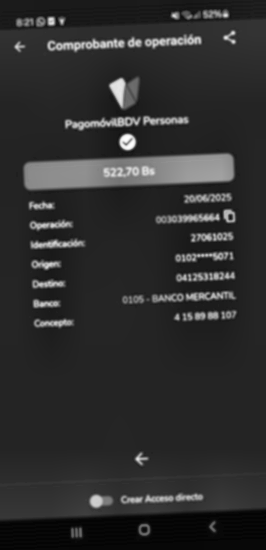 8:21 52%
Comprobante de operación
PagomóvilBDV Personas
522,70 Bs
Fecha: 20/06/2025
Operación: 003039965664
Identificación: 27061025
Origen: 0102****5071
Destino: 04125318244
Banco: 0105 - BANCO MERCANTIL
Concepto: 4 15 89 88 107
Crear Acceso directo